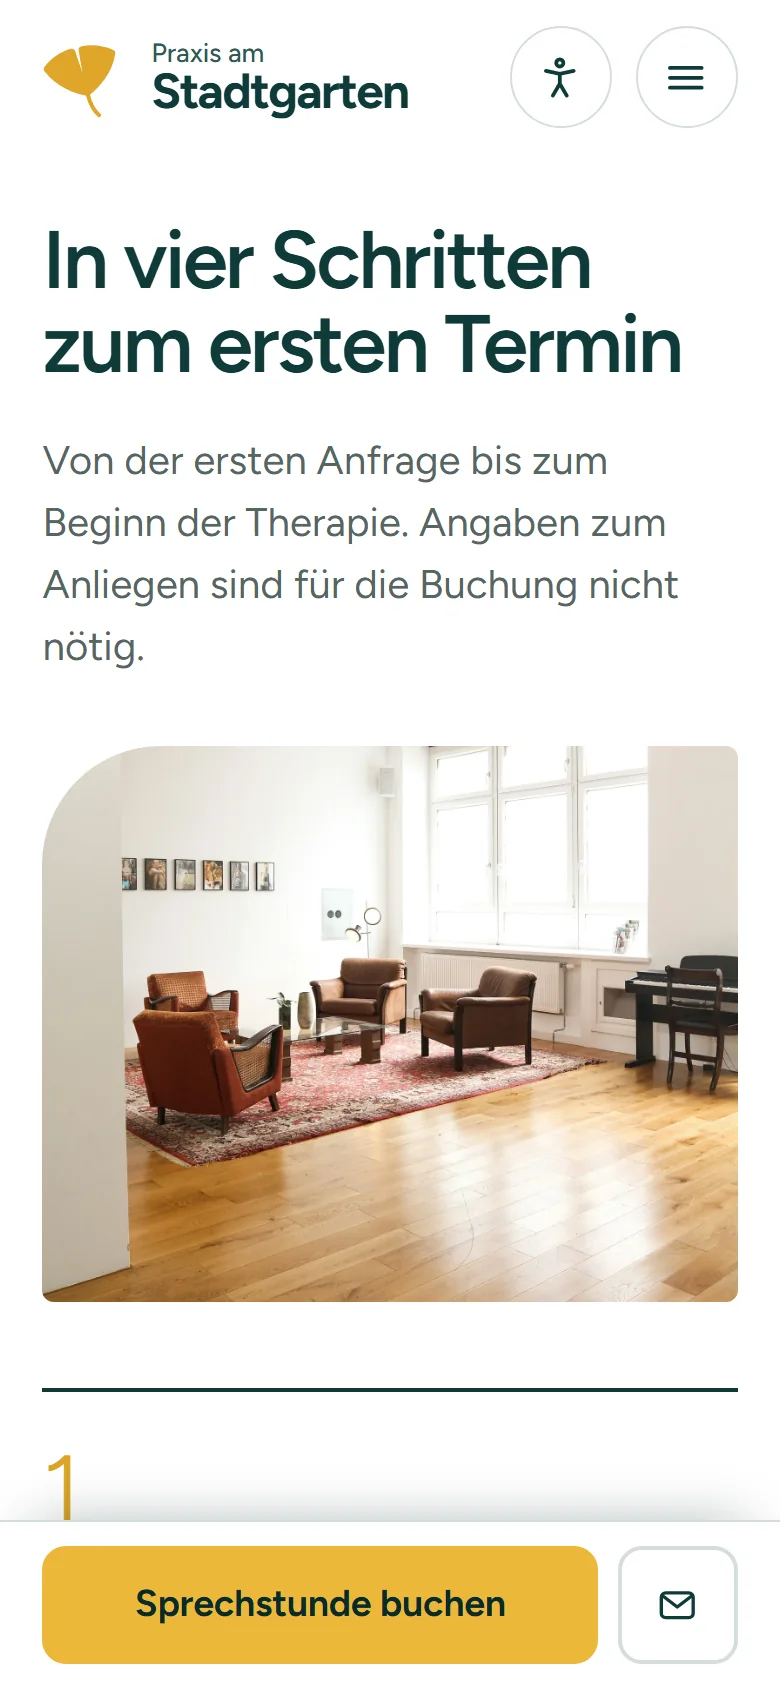 Praxis am
Stadtgarten
In vier Schritten
zum ersten Termin
Von der ersten Anfrage bis zum
Beginn der Therapie. Angaben zum
Anliegen sind für die Buchung nicht
nötig.
1
Sprechstunde buchen